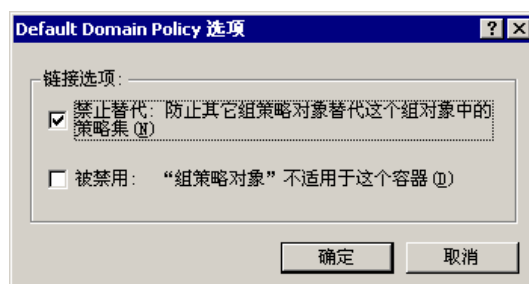 Default Domain Policy 选项
链接选项:
禁止替代: 防止其它组策略对象替代这个组对象中的
策略集(N)
被禁用: “组策略对象”不适用于这个容器(D)
确定
取消